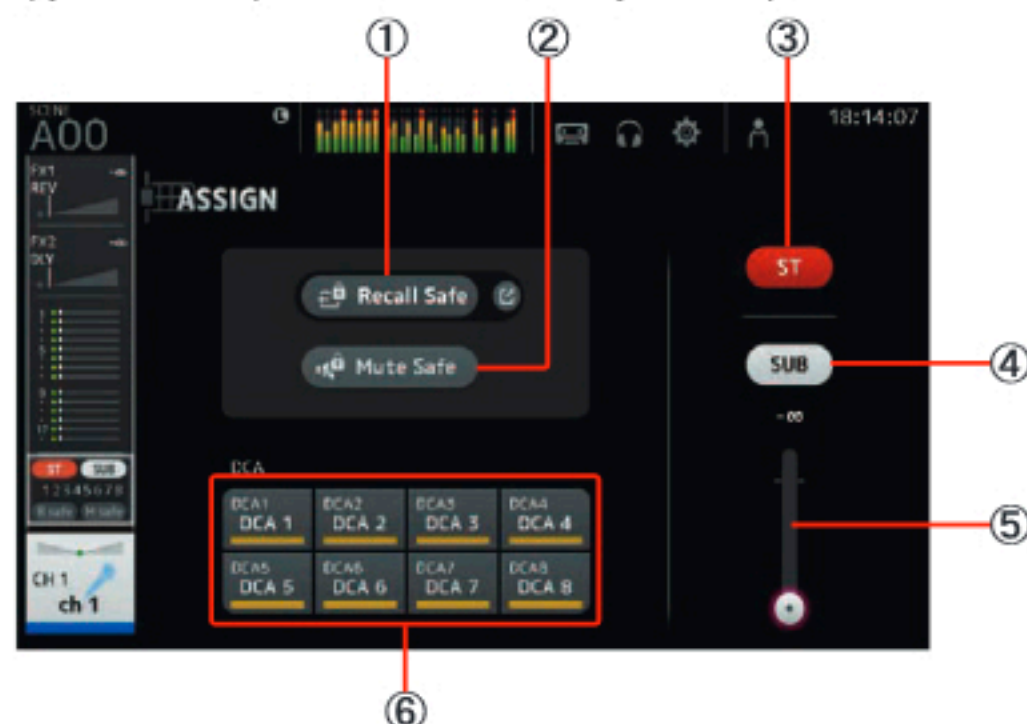 ① ② ③
SCENE
A00
18:14:07
FX1
REV
ASSIGN
FX2
DLY
ST
Recall Safe
Mute Safe
SUB
④
-∞
⑤
DCA
ST SUB
12345678
R safe M safe
DCA1 DCA2 DCA3 DCA4
DCA 1 DCA 2 DCA 3 DCA 4
DCA5 DCA6 DCA7 DCA8
DCA 5 DCA 6 DCA 7 DCA 8
CH 1
ch 1
⑥